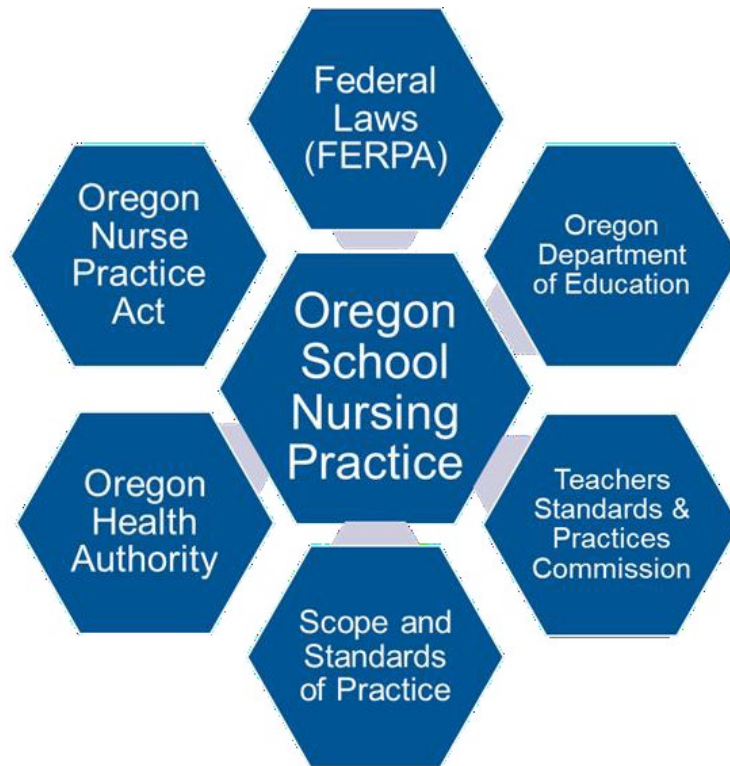 Federal
Laws
(FERPA)
Oregon
Nurse
Practice
Act
Oregon
Department
of Education
Oregon
School
Nursing
Practice
Oregon
Health
Authority
Teachers
Standards &
Practices
Commission
Scope and
Standards
of Practice